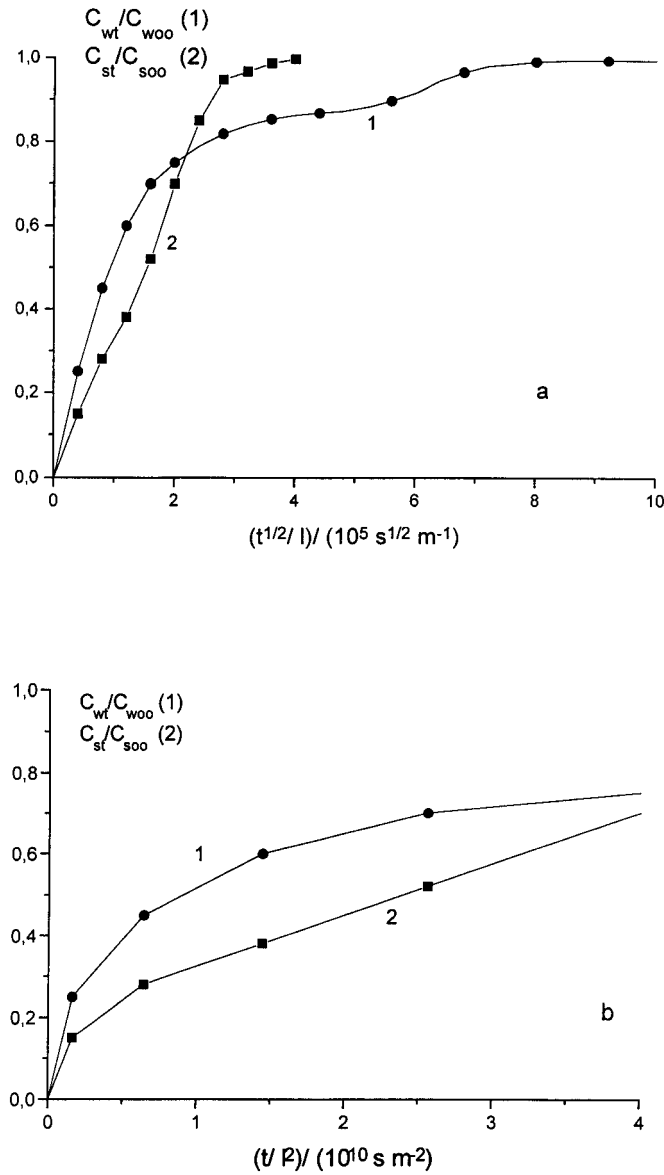 C_wt/C_woo (1)
C_st/C_soo (2)
1,0
0,8
0,6
0,4
0,2
0,0
1
2
a
0 2 4 6 8 10
(t^1/2/ l)/ (10^5 s^1/2 m^-1)
1,0
C_wt/C_woo (1)
C_st/C_soo (2)
0,8
0,6
0,4
0,2
0,0
1
2
b
0 1 2 3 4
(t/ l^2)/ (10^10 s m^-2)